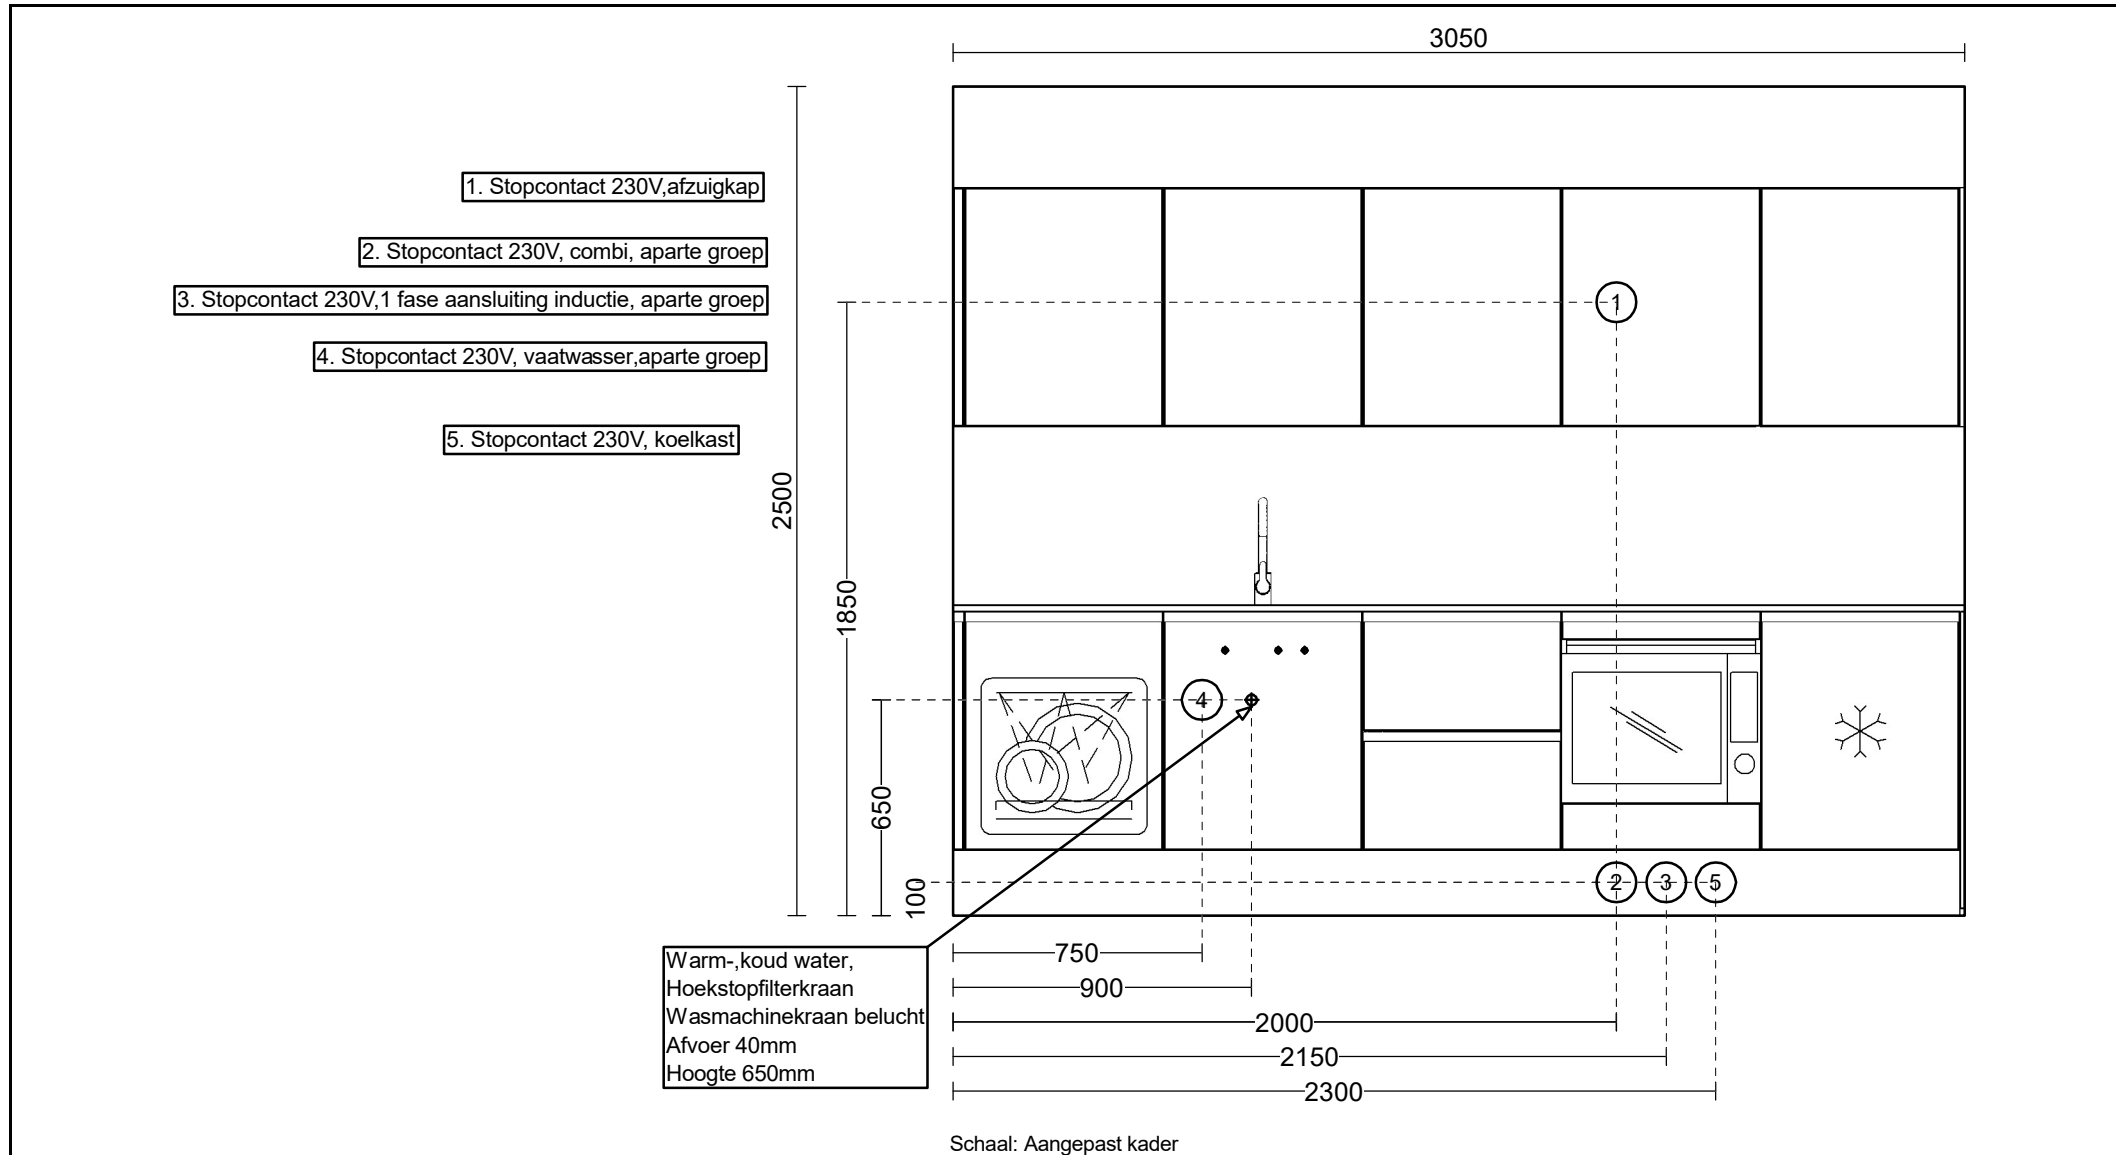 3050
1. Stopcontact 230V,afzuigkap
2. Stopcontact 230V, combi, aparte groep
3. Stopcontact 230V,1 fase aansluiting inductie, aparte groep
1
4. Stopcontact 230V, vaatwasser,aparte groep
5. Stopcontact 230V, koelkast
2500
1850
4
650
100
2 3 5
Warm-,koud water,
Hoekstopfilterkraan
Wasmachinekraan belucht
Afvoer 40mm
Hoogte 650mm
750
900
2000
2150
2300
Schaal: Aangepast kader